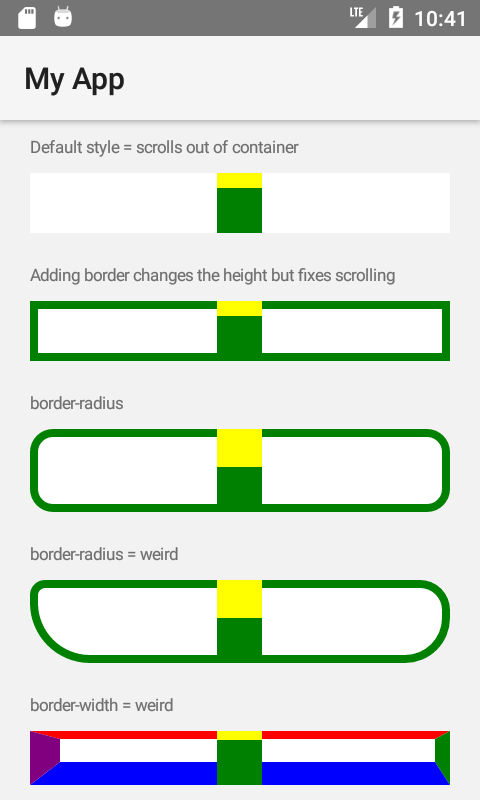 LTE 10:41
My App
Default style = scrolls out of container
Adding border changes the height but fixes scrolling
border-radius
border-radius = weird
border-width = weird